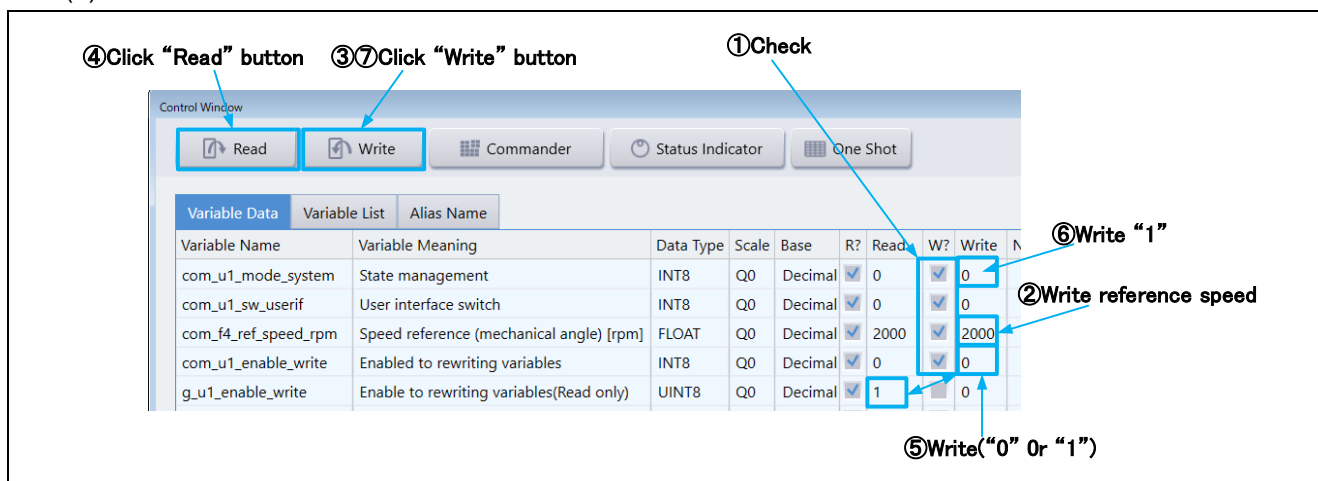 ④Click “Read” button ③⑦Click “Write” button ①Check
Control Window
Read Write Commander Status Indicator One Shot
Variable Data Variable List Alias Name
Variable Name Variable Meaning Data Type Scale Base R? Read W? Write N
com_u1_mode_system State management INT8 Q0 Decimal 0 0
⑥Write “1”
com_u1_sw_userif User interface switch INT8 Q0 Decimal 0 0
②Write reference speed
com_f4_ref_speed_rpm Speed reference (mechanical angle) [rpm] FLOAT Q0 Decimal 2000 2000
com_u1_enable_write Enabled to rewriting variables INT8 Q0 Decimal 0 0
g_u1_enable_write Enable to rewriting variables(Read only) UINT8 Q0 Decimal 1 0
⑤Write(“0” 0r “1”)